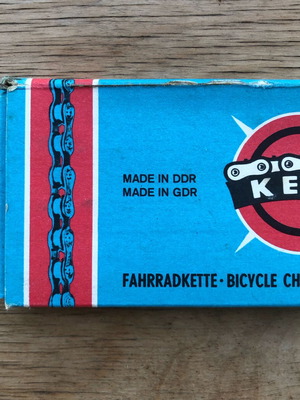 MADE IN DDR
MADE IN GDR
KE
FAHRRADKETTE · BICYCLE CH